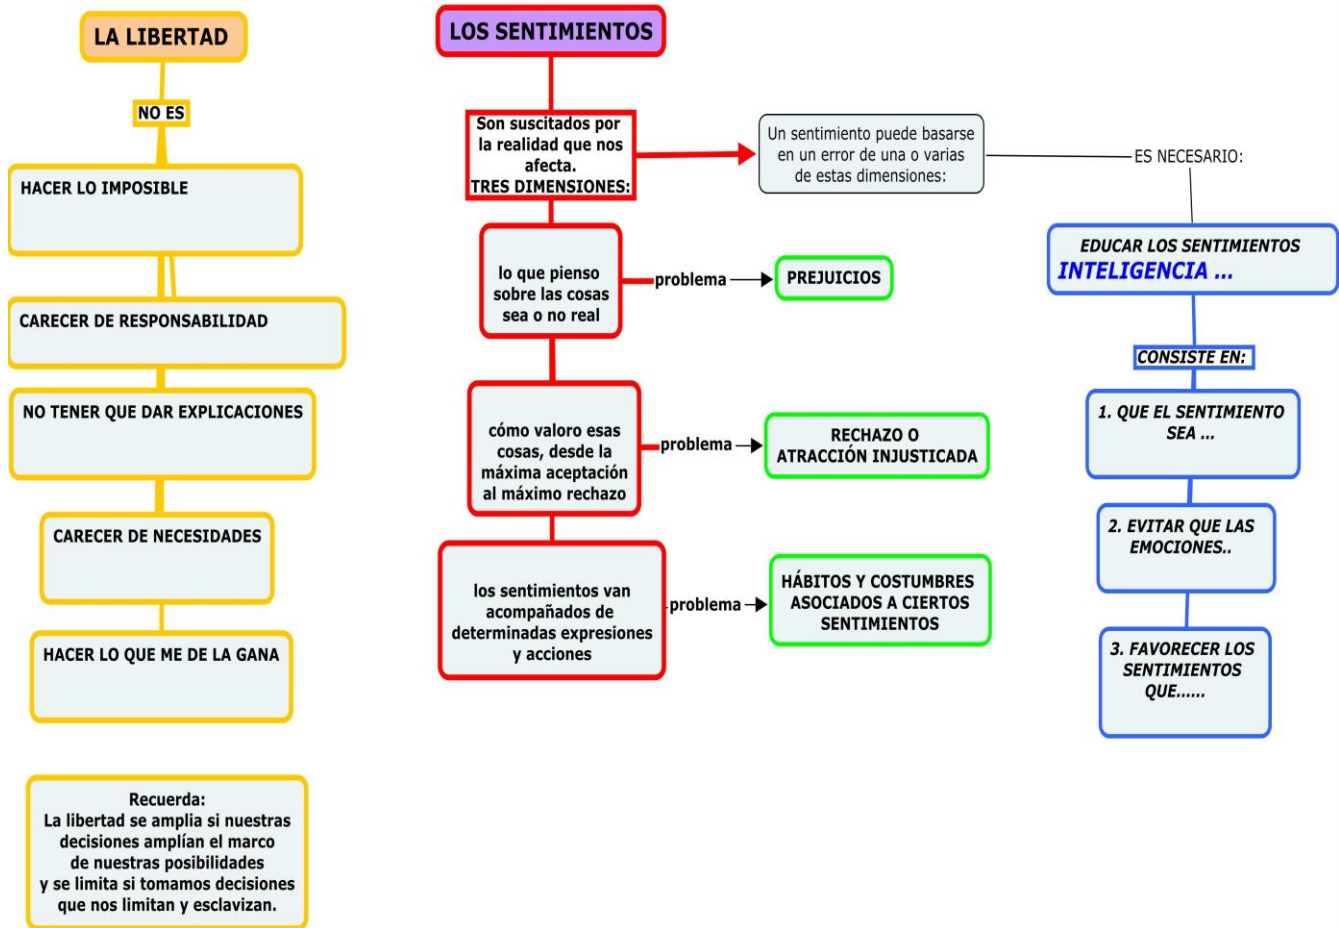 LA LIBERTAD
NO ES
HACER LO IMPOSIBLE
CARECER DE RESPONSABILIDAD
NO TENER QUE DAR EXPLICACIONES
CARECER DE NECESIDADES
HACER LO QUE ME DE LA GANA
Recuerda:
La libertad se amplia si nuestras
decisiones amplían el marco
de nuestras posibilidades
y se limita si tomamos decisiones
que nos limitan y esclavizan.
LOS SENTIMIENTOS
Son suscitados por
la realidad que nos
afecta.
TRES DIMENSIONES:
Un sentimiento puede basarse
en un error de una o varias
de estas dimensiones:
ES NECESARIO:
lo que pienso
sobre las cosas
sea o no real
problema
PREJUICIOS
cómo valoro esas
cosas, desde la
máxima aceptación
al máximo rechazo
problema
RECHAZO O
ATRACCIÓN INJUSTICADA
los sentimientos van
acompañados de
determinadas expresiones
y acciones
problema
HÁBITOS Y COSTUMBRES
ASOCIADOS A CIERTOS
SENTIMIENTOS
EDUCAR LOS SENTIMIENTOS
INTELIGENCIA ...
CONSISTE EN:
1. QUE EL SENTIMIENTO
SEA ...
2. EVITAR QUE LAS
EMOCIONES..
3. FAVORECER LOS
SENTIMIENTOS
QUE......